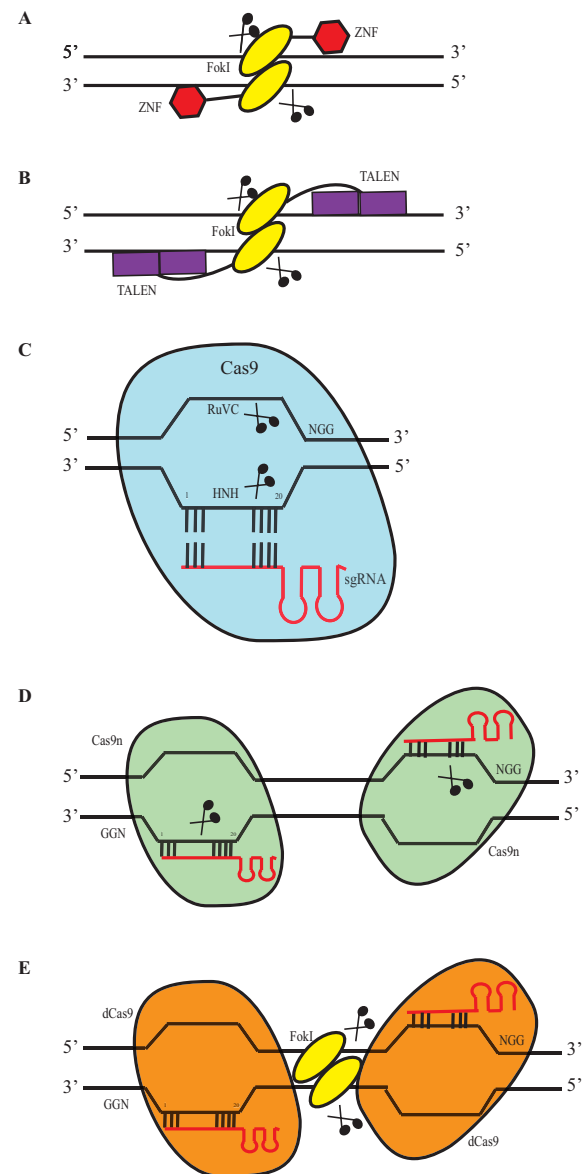 A
ZNF
5’
3’
FokI
3’
5’
ZNF
B
TALEN
5’
3’
FokI
3’
5’
TALEN
C
Cas9
RuVC
NGG
5’
3’
3’
5’
1
HNH
20
sgRNA
D
Cas9n
5’
NGG
3’
3’
5’
GGN
1
20
Cas9n
E
dCas9
FokI
5’
NGG
3’
3’
5’
GGN
1
20
dCas9